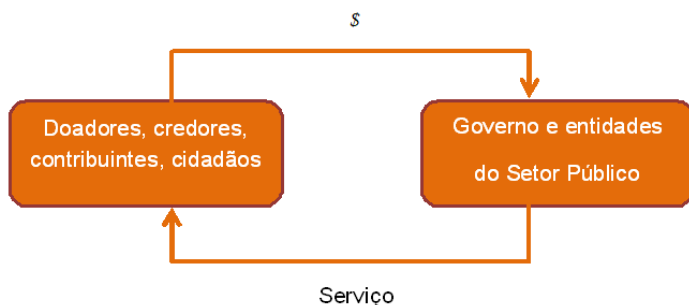 $
Doadores, credores,
contribuintes, cidadãos
Governo e entidades
do Setor Público
Serviço